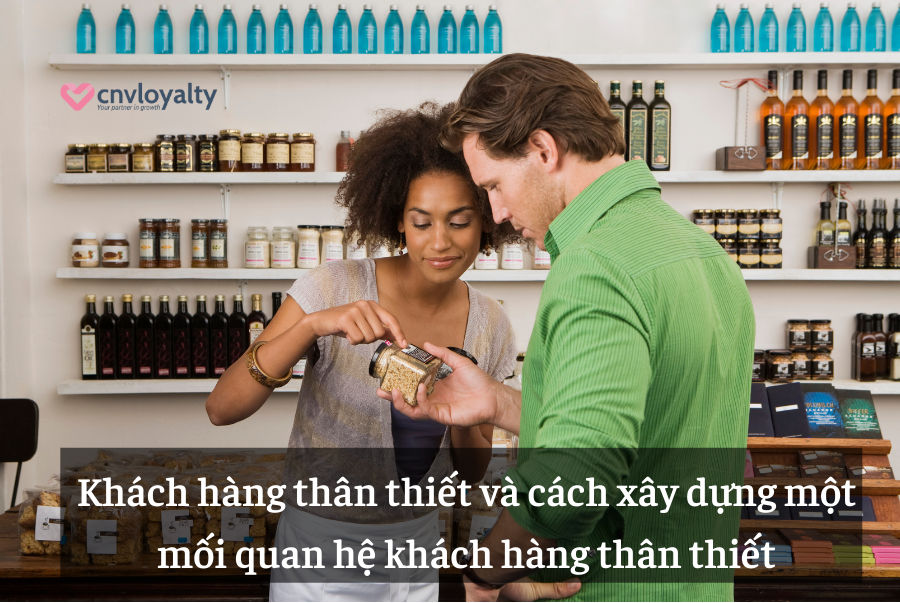 cnvloyalty
Your partner in growth
Khách hàng thân thiết và cách xây dựng một
mối quan hệ khách hàng thân thiết